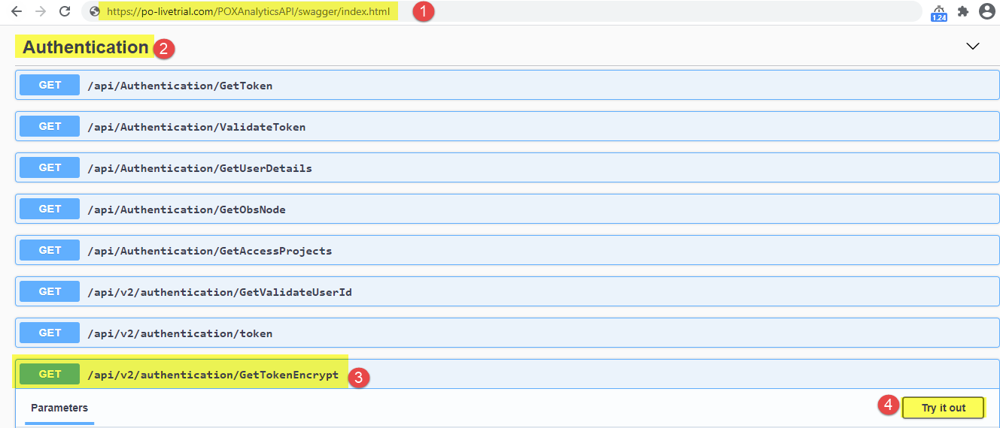 https://po-livetrial.com/POXAnalyticsAPI/swagger/index.html 1
1.24
Authentication 2
GET /api/Authentication/GetToken
GET /api/Authentication/ValidateToken
GET /api/Authentication/GetUserDetails
GET /api/Authentication/GetObsNode
GET /api/Authentication/GetAccessProjects
GET /api/v2/authentication/GetValidateUserId
GET /api/v2/authentication/token
GET /api/v2/authentication/GetTokenEncrypt 3
Parameters 4 Try it out